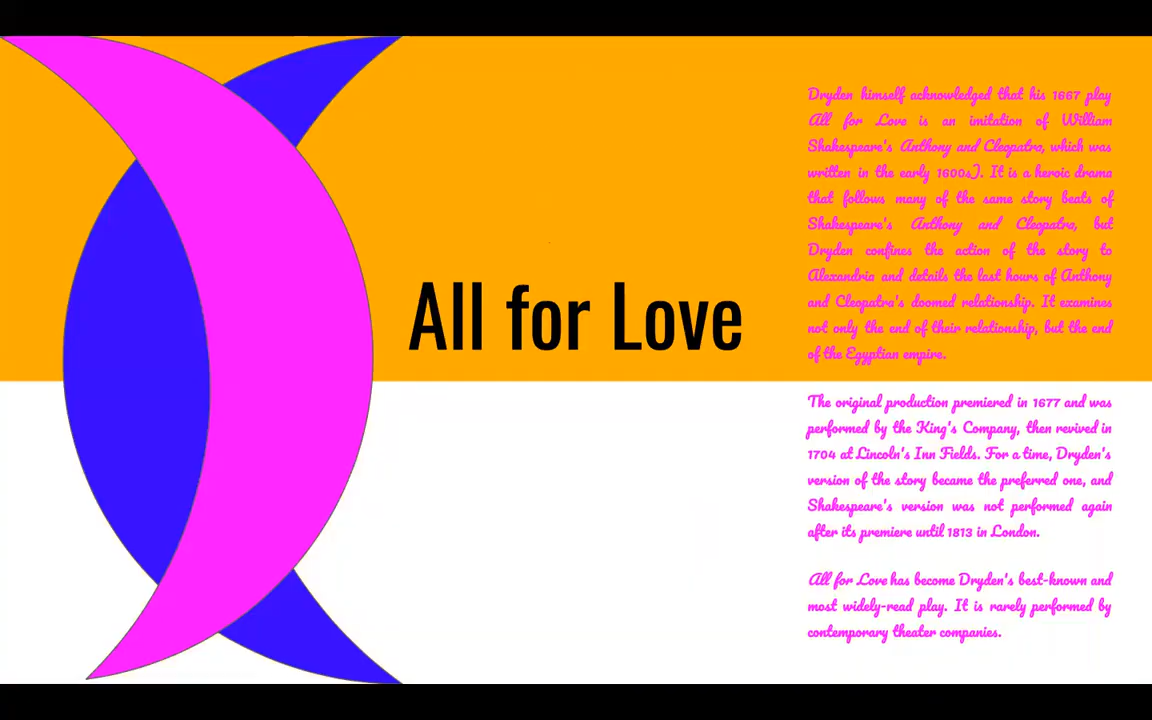 All for Love
Dryden himself acknowledged that his 1667 play
All for Love is an imitation of William
Shakespeare's Anthony and Cleopatra, which was
written in the early 1600s). It is a heroic drama
that follows many of the same story beats of
Shakespeare's Anthony and Cleopatra, but
Dryden confines the action of the story to
Alexandria and details the last hours of Anthony
and Cleopatra's doomed relationship. It examines
not only the end of their relationship, but the end
of the Egyptian empire.
The original production premiered in 1677 and was
performed by the King's Company, then revived in
1704 at Lincoln's Inn Fields. For a time, Dryden's
version of the story became the preferred one, and
Shakespeare's version was not performed again
after its premiere until 1813 in London.
All for Love has become Dryden's best-known and
most widely-read play. It is rarely performed by
contemporary theater companies.